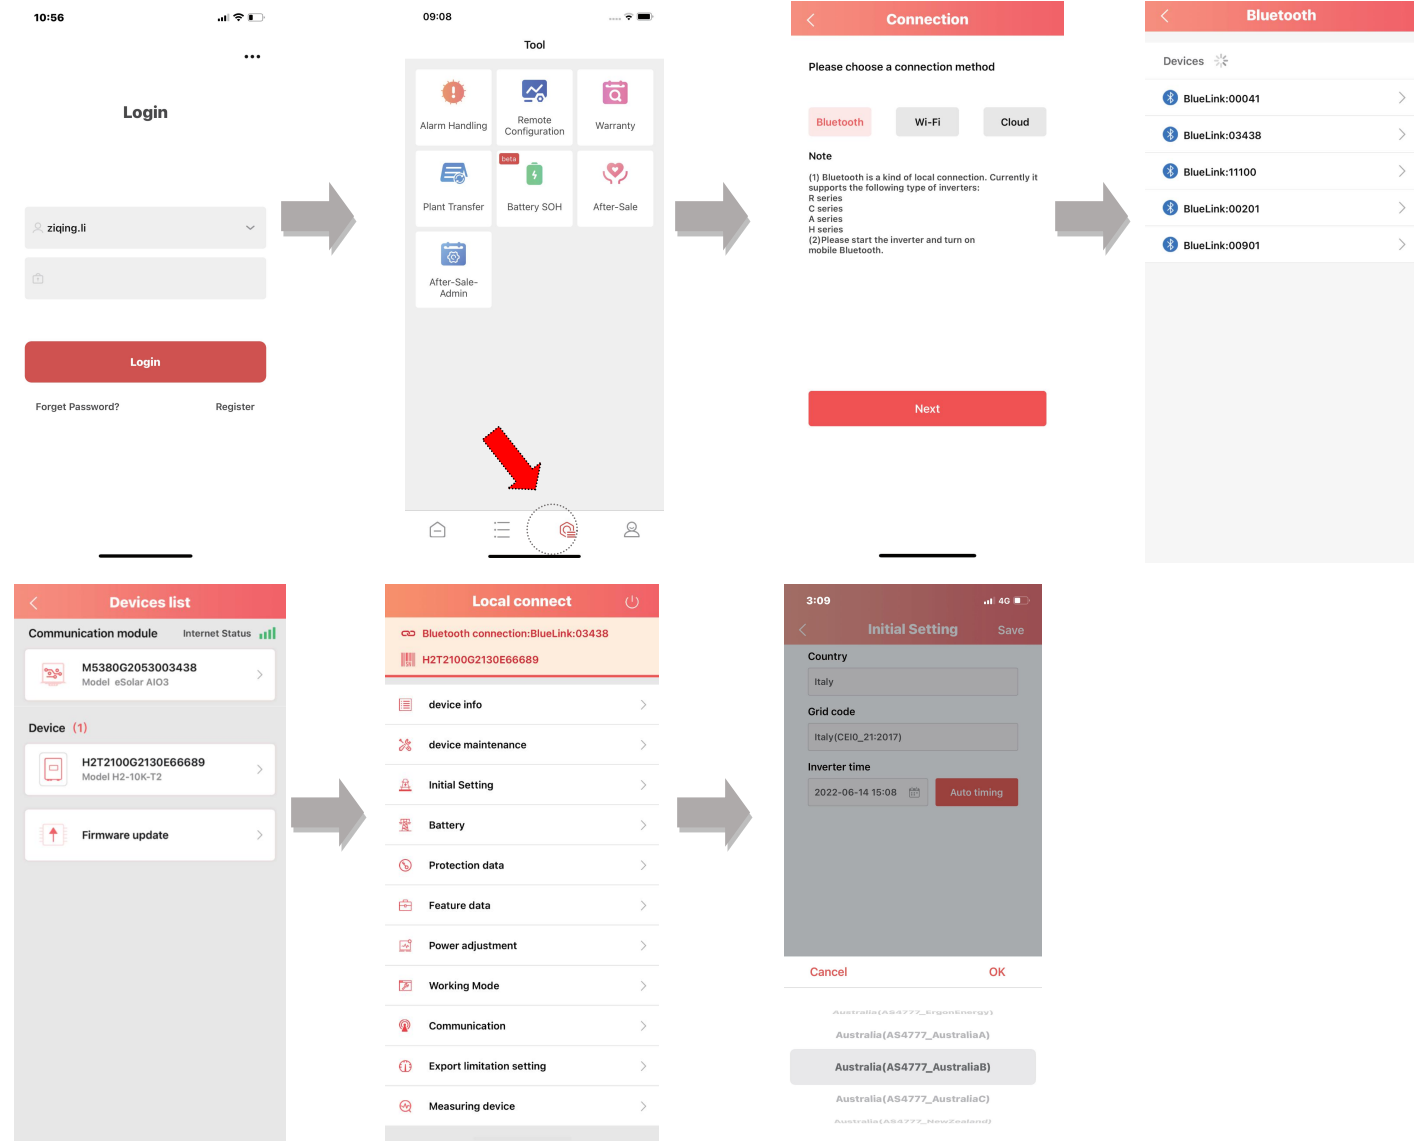 10:56
Login
ziqing.li
Login
Forget Password?
Register
09:08
Tool
Alarm Handling
Remote
Configuration
Warranty
Plant Transfer
beta
Battery SOH
After-Sale
After-Sale-
Admin
Connection
Please choose a connection method
Bluetooth
Wi-Fi
Cloud
Note
(1) Bluetooth is a kind of local connection. Currently it
supports the following type of inverters:
R series
C series
A series
H series
(2)Please start the inverter and turn on
mobile Bluetooth.
Next
Bluetooth
Devices
BlueLink:00041
BlueLink:03438
BlueLink:11100
BlueLink:00201
BlueLink:00901
Devices list
Communication module
Internet Status
M5380G2053003438
Model eSolar AIO3
Device (1)
H2T2100G2130E66689
Model H2-10K-T2
Firmware update
Local connect
Bluetooth connection:BlueLink:03438
H2T2100G2130E66689
device info
device maintenance
Initial Setting
Battery
Protection data
Feature data
Power adjustment
Working Mode
Communication
Export limitation setting
Measuring device
3:09
4G
Initial Setting
Save
Country
Italy
Grid code
Italy(CEI0_21:2017)
Inverter time
2022-06-14 15:08
Auto timing
Cancel
OK
Australia(AS4777_ErgonEnergy)
Australia(AS4777_AustraliaA)
Australia(AS4777_AustraliaB)
Australia(AS4777_AustraliaC)
Australia(AS4777_NewZealand)